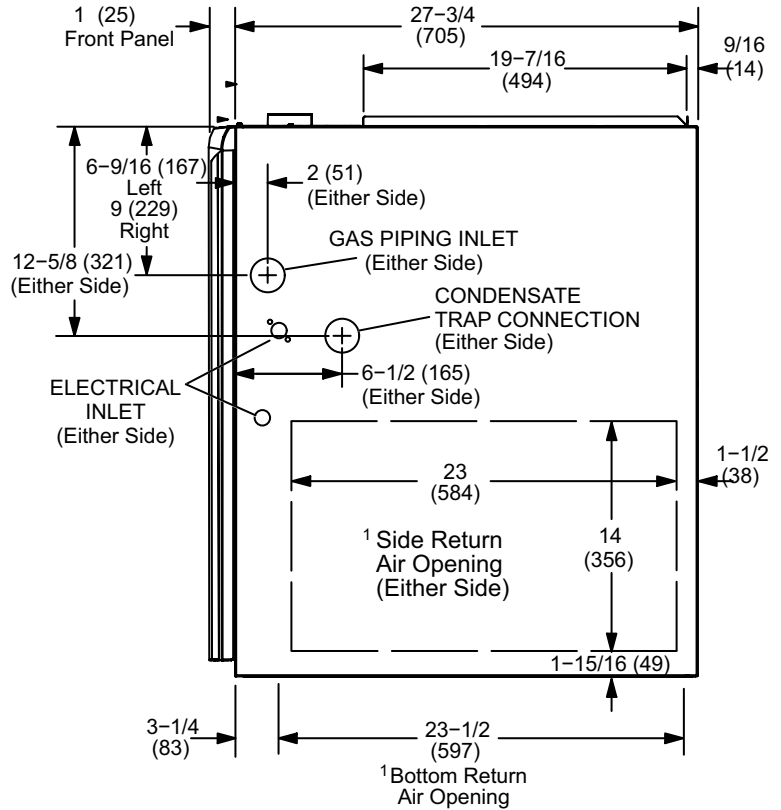 1 (25)
Front Panel
27−3/4
(705)
19−7/16
(494)
9/16
(14)
6−9/16 (167)
Left
9 (229)
Right
2 (51)
(Either Side)
12−5/8 (321)
(Either Side)
GAS PIPING INLET
(Either Side)
CONDENSATE
TRAP CONNECTION
(Either Side)
6−1/2 (165)
(Either Side)
ELECTRICAL
INLET
(Either Side)
1−1/2
(38)
23
(584)
14
(356)
1 Side Return
Air Opening
(Either Side)
1−15/16 (49)
3−1/4
(83)
23−1/2
(597)
1 Bottom Return
Air Opening